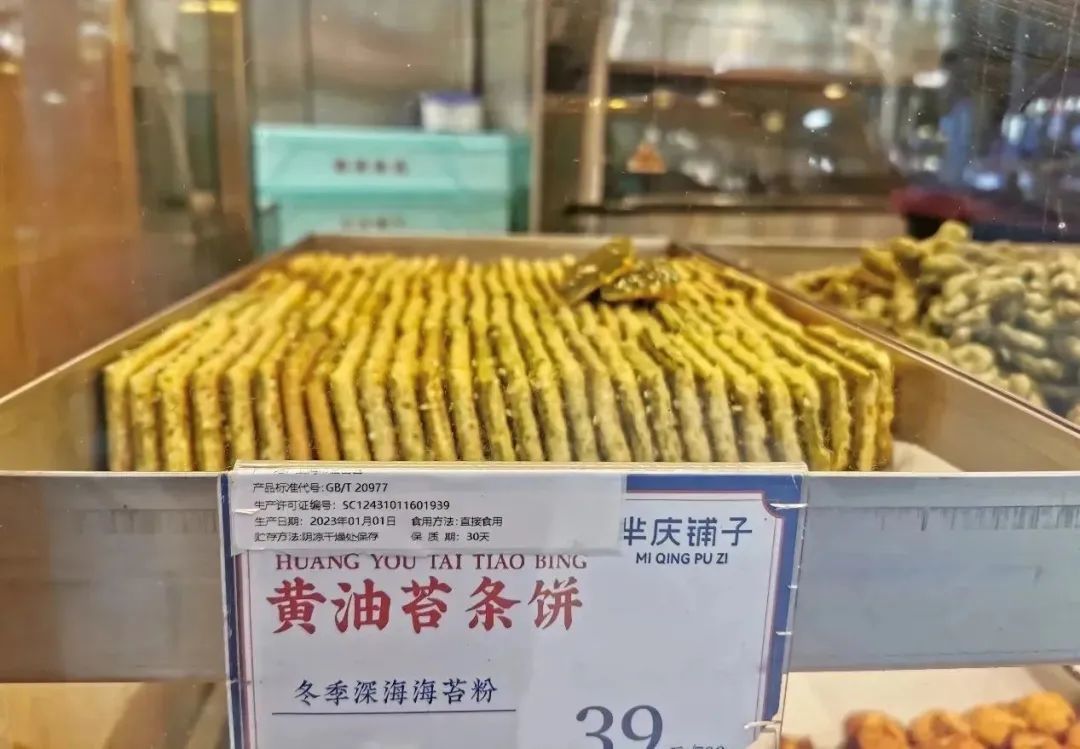 产品标准代号:GB/T 20977
生产许可证编号: SC12431011601939
生产日期: 2023年01月01日 食用方法:直接食用
贮存方法:阴凉干燥处保存 保 质 期: 30天
芈庆铺子
MI QING PU ZI
HUANG YOU TAI TIAO BING
黄油苔条饼
冬季深海海苔粉
39